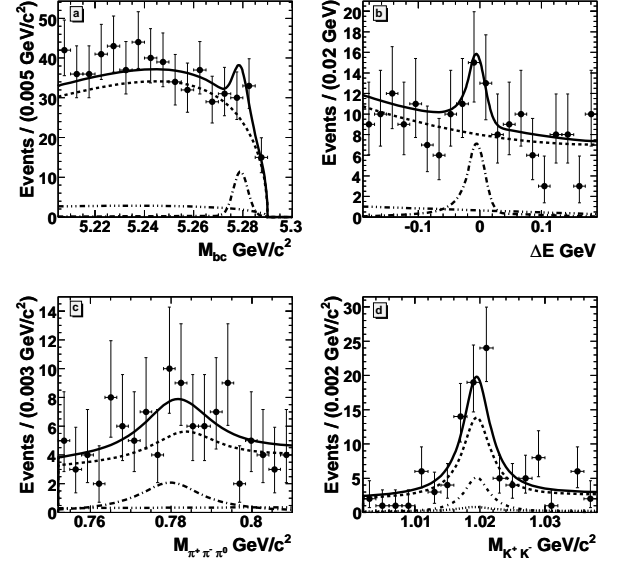 Events / (0.005 GeV/c²)
a
50
40
30
20
10
0
5.22 5.24 5.26 5.28 5.3
M_bc GeV/c²
Events / (0.02 GeV)
b
20
18
16
14
12
10
8
6
4
2
0
-0.1 0 0.1
ΔE GeV
Events / (0.003 GeV/c²)
c
14
12
10
8
6
4
2
0
0.76 0.78 0.8
M_π⁺ π⁻ π⁰ GeV/c²
Events / (0.002 GeV/c²)
d
30
25
20
15
10
5
0
1.01 1.02 1.03
M_K⁺ K⁻ GeV/c²